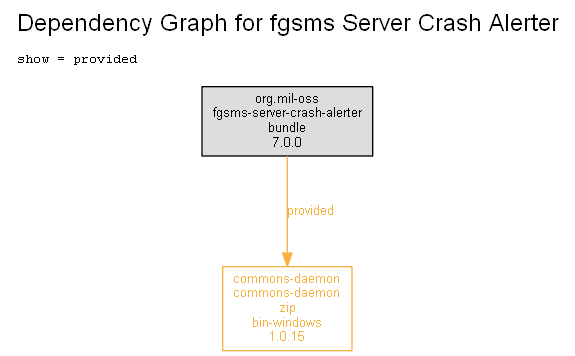 Dependency Graph for fgsms Server Crash Alerter
show = provided
org.mil-oss
fgsms-server-crash-alerter
bundle
7.0.0
provided
commons-daemon
commons-daemon
zip
bin-windows
1.0.15